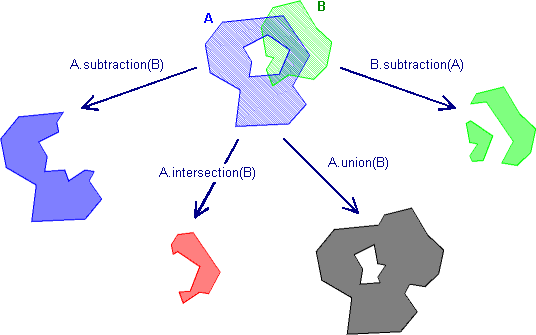 A
B
A.subtraction(B)
B.subtraction(A)
A.intersection(B)
A.union(B)